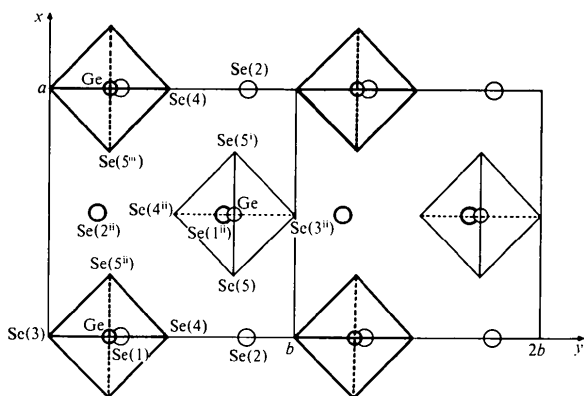 x
Ge
Se(2)
a
Se(4)
Se(5''')
Se(5')
Se(4ii)
Ge
Se(1ii)
Se(3ii)
Se(2ii)
Se(5ii)
Se(5)
Se(3)
Ge
Se(4)
Se(1)
Se(2)
b
2b
y